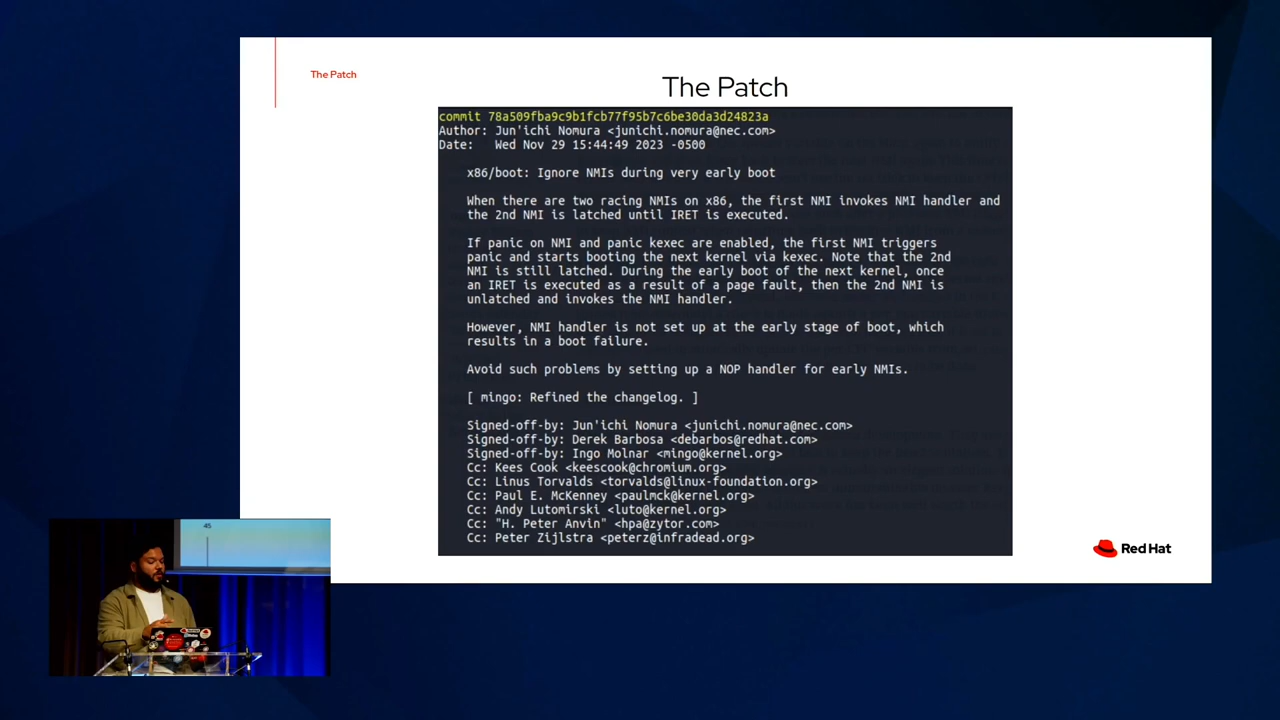 The Patch
The Patch
commit 78a509fba9c9b1fcb77f95b7c6be30da3d24823a
Author: Jun'ichi Nomura <junichi.nomura@nec.com>
Date:   Wed Nov 29 15:44:49 2023 -0500
x86/boot: Ignore NMIs during very early boot
When there are two racing NMIs on x86, the first NMI invokes NMI handler and
the 2nd NMI is latched until IRET is executed.
If panic on NMI and panic kexec are enabled, the first NMI triggers
panic and starts booting the next kernel via kexec. Note that the 2nd
NMI is still latched. During the early boot of the next kernel, once
an IRET is executed as a result of a page fault, then the 2nd NMI is
unlatched and invokes the NMI handler.
However, NMI handler is not set up at the early stage of boot, which
results in a boot failure.
Avoid such problems by setting up a NOP handler for early NMIs.
[ mingo: Refined the changelog. ]
Signed-off-by: Jun'ichi Nomura <junichi.nomura@nec.com>
Signed-off-by: Derek Barbosa <debarbos@redhat.com>
Signed-off-by: Ingo Molnar <mingo@kernel.org>
Cc: Kees Cook <keescook@chromium.org>
Cc: Linus Torvalds <torvalds@linux-foundation.org>
Cc: Paul E. McKenney <paulmck@kernel.org>
Cc: Andy Lutomirski <luto@kernel.org>
Cc: "H. Peter Anvin" <hpa@zytor.com>
Cc: Peter Zijlstra <peterz@infradead.org>
Red Hat
45